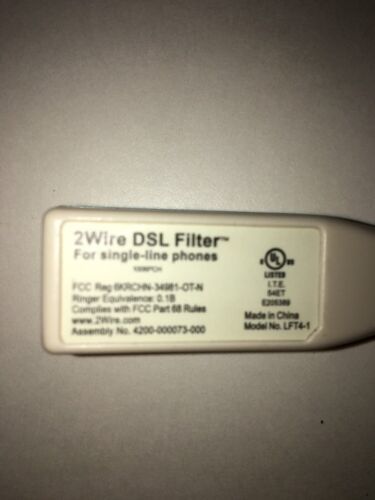 2Wire DSL Filter™
For single-line phones
FCC Reg:6KRCHN-34981-OT-N
Ringer Equivalence: 0.1B
Complies with FCC Part 68 Rules
www.2Wire.com
Assembly No. 4200-000073-000
UL
LISTED
I.T.E.
54ET
E205389
Made in China
Model No. LFT4-1